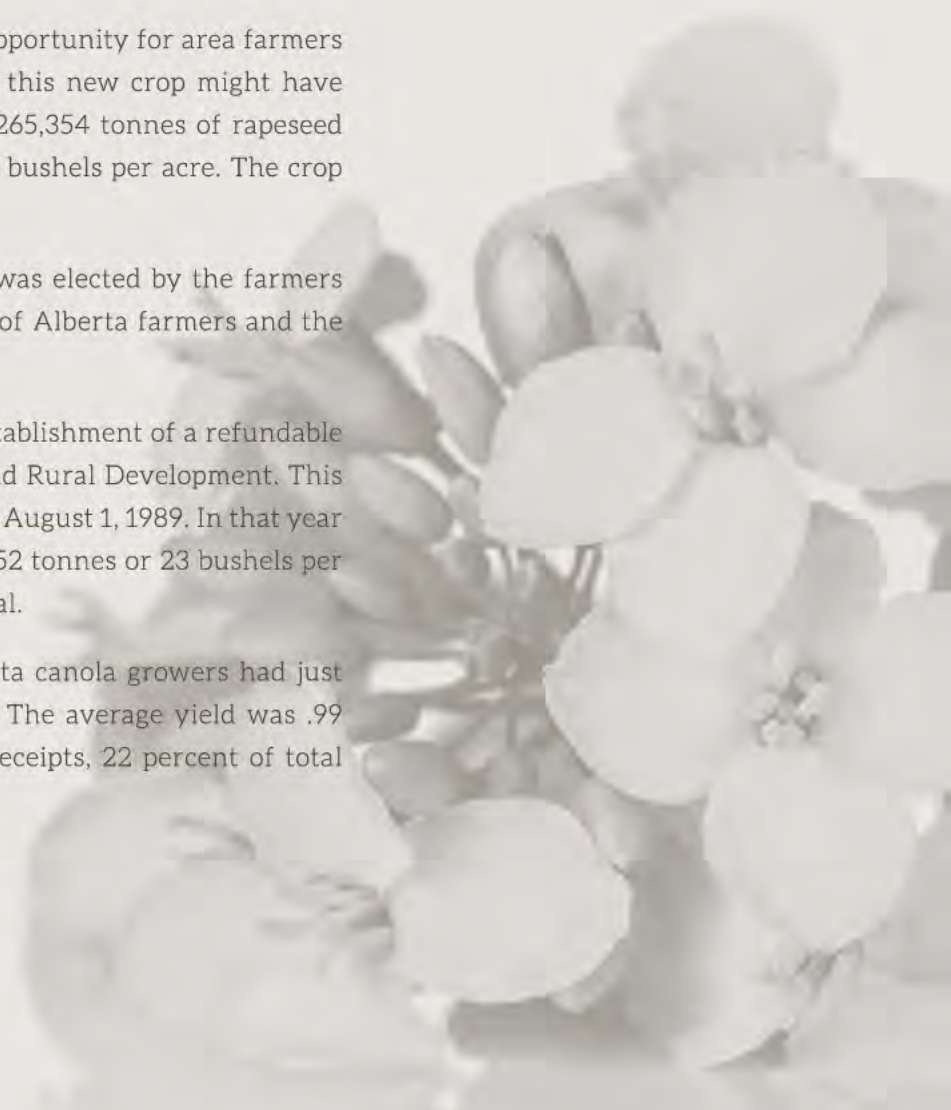 pportunity for area farmers
this new crop might have
265,354 tonnes of rapeseed
bushels per acre. The crop
was elected by the farmers
of Alberta farmers and the
tablishment of a refundable
d Rural Development. This
August 1, 1989. In that year
52 tonnes or 23 bushels per
al.
ta canola growers had just
The average yield was .99
eceipts, 22 percent of total